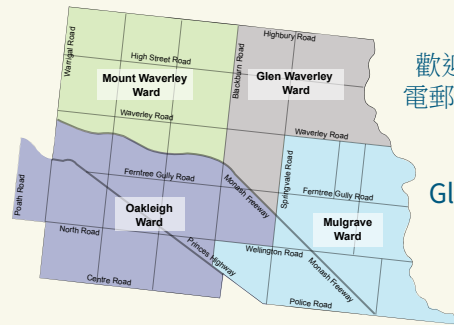 Highbury Road
Warrigal Road
High Street Road
Blackburn Road
Mount Waverley
Ward
Glen Waverley
Ward
Waverley Road
Waverley Road
Springvale Road
Ferntree Gully Road
Monash Freeway
Ferntree Gully Road
Poath Road
Oakleigh
Ward
Mulgrave
Ward
North Road
Princes Highway
Wellington Road
Monash Freeway
Centre Road
Police Road
歡迎
電郵
Gl